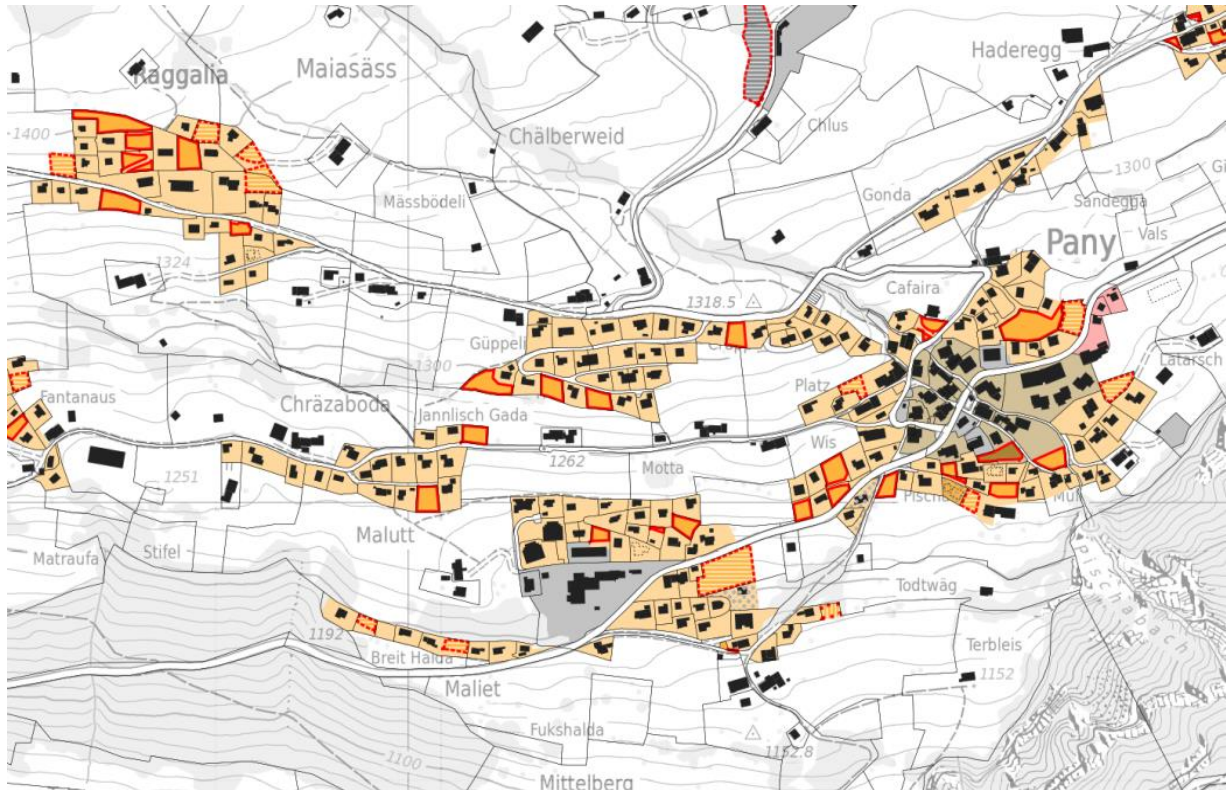 Haderegg
Raggalia
Maiasäss
1400
Chälberweid
Chlus
1300
Mässbödeli
Gonda
Sandegga
Vals
Pany
1324
Cafaira
1318.5
Güppeli
1300
Latarsch
Platz
Fantanaus
Chräzaboda
Jannlisch Gada
Wis
1262
Motta
1251
Malutt
Matraufa
Stifel
Todtwäg
1192
Breit Halda
Terbleis
1152
Maliet
Fukshalda
1152.8
1100
Mittelberg